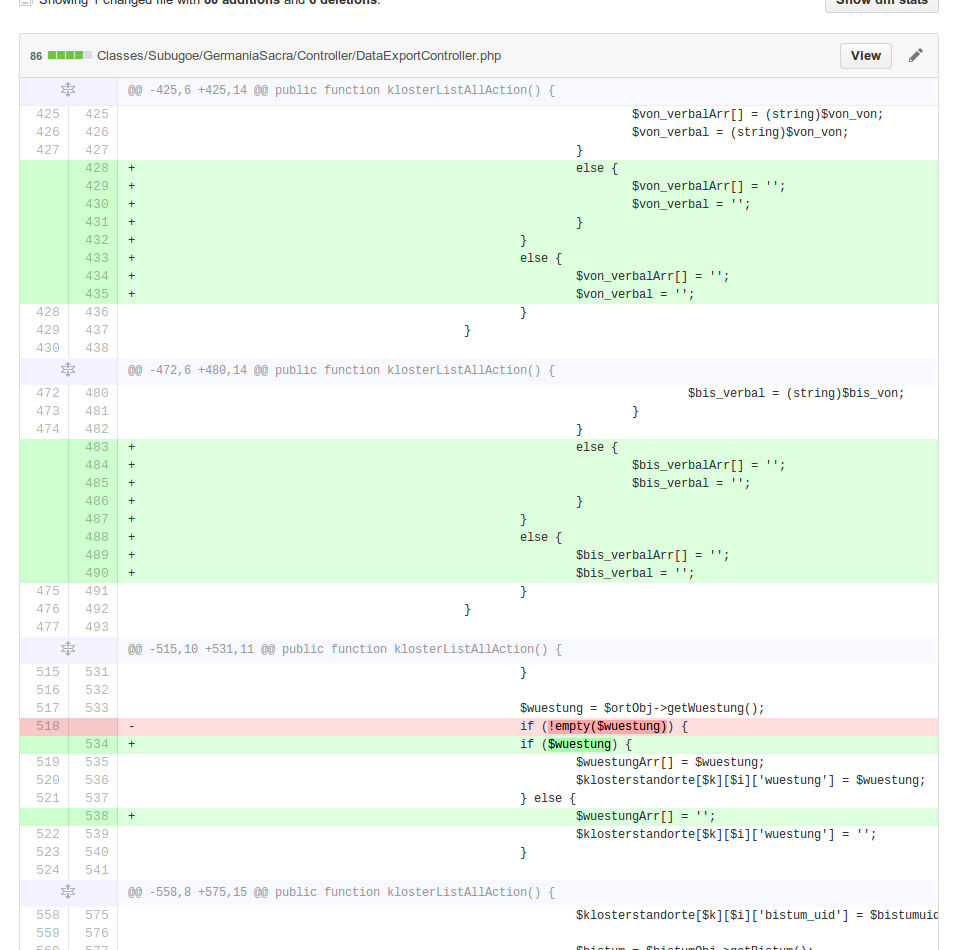 Showing 1 changed file with 80 additions and 6 deletions.
Show diff stats
86 Classes/Subugoe/GermaniaSacra/Controller/DataExportController.php View
@@ -425,6 +425,14 @@ public function klosterListAllAction() {
425 425 $von_verbalArr[] = (string)$von_von;
426 426 $von_verbal = (string)$von_von;
427 427 }
428 + else {
429 + $von_verbalArr[] = '';
430 + $von_verbal = '';
431 + }
432 + }
433 + else {
434 + $von_verbalArr[] = '';
435 + $von_verbal = '';
428 436 }
429 437 }
430 438
@@ -472,6 +480,14 @@ public function klosterListAllAction() {
472 480 $bis_verbal = (string)$bis_von;
473 481 }
474 482 }
483 + else {
484 + $bis_verbalArr[] = '';
485 + $bis_verbal = '';
486 + }
487 + }
488 + else {
489 + $bis_verbalArr[] = '';
490 + $bis_verbal = '';
475 491 }
476 492 }
477 493
@@ -515,10 +531,11 @@ public function klosterListAllAction() {
515 531 }
516 532
517 533 $wuestung = $ortObj->getWuestung();
518 - if (!empty($wuestung)) {
534 + if ($wuestung) {
519 535 $wuestungArr[] = $wuestung;
520 536 $klosterstandorte[$k][$i]['wuestung'] = $wuestung;
521 537 } else {
538 + $wuestungArr[] = '';
522 539 $klosterstandorte[$k][$i]['wuestung'] = '';
523 540 }
524 541
@@ -558,8 +575,15 @@ public function klosterListAllAction() {
558 575 $klosterstandorte[$k][$i]['bistum_uid'] = $bistumuid
559 576
560 577 $bistum = $bistumObj->getBistum();